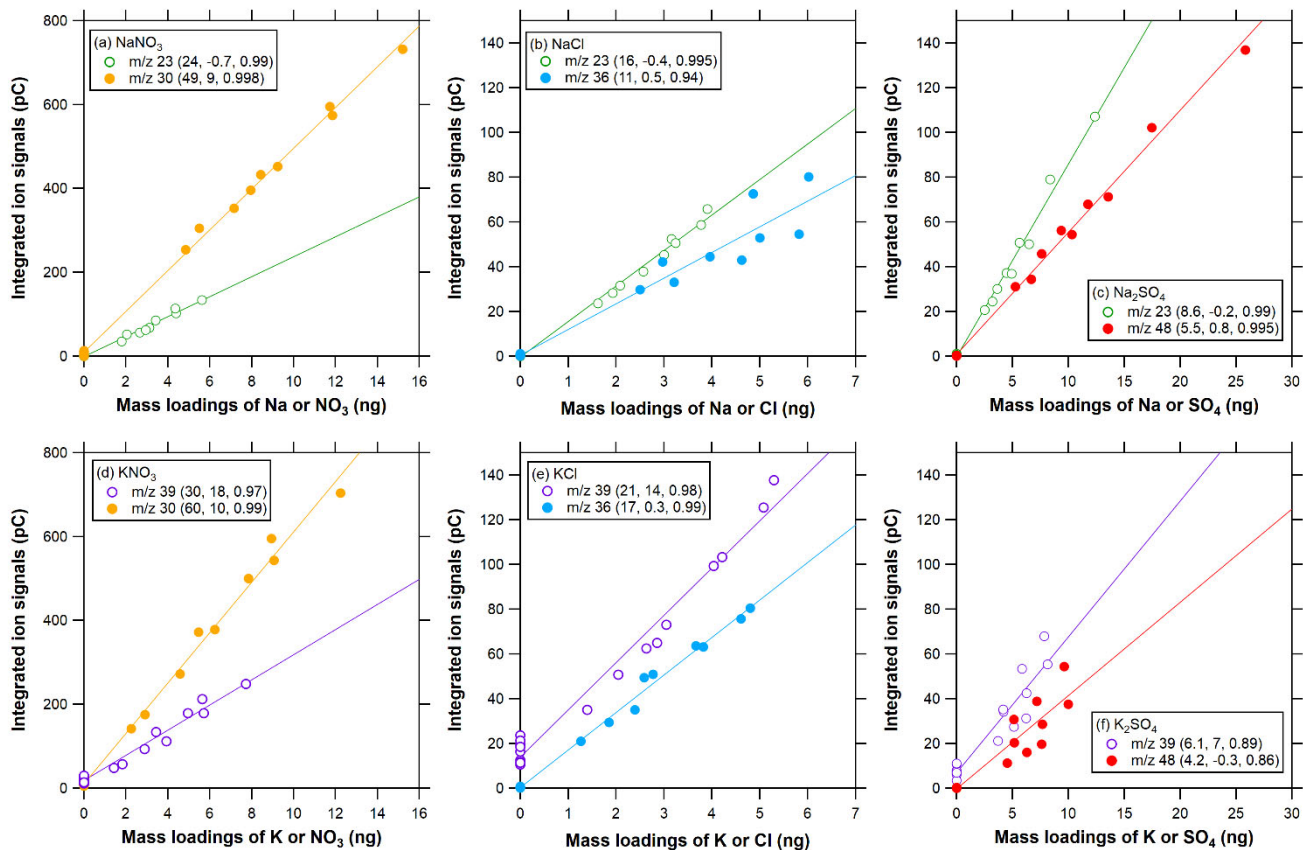 800
600
400
200
0
Integrated ion signals (pC)
(a) NaNO₃
m/z 23 (24, -0.7, 0.99)
m/z 30 (49, 9, 0.998)
0 2 4 6 8 10 12 14 16
Mass loadings of Na or NO₃ (ng)
140
120
100
80
60
40
20
0
Integrated ion signals (pC)
(b) NaCl
m/z 23 (16, -0.4, 0.995)
m/z 36 (11, 0.5, 0.94)
0 1 2 3 4 5 6 7
Mass loadings of Na or Cl (ng)
140
120
100
80
60
40
20
0
Integrated ion signals (pC)
(c) Na₂SO₄
m/z 23 (8.6, -0.2, 0.99)
m/z 48 (5.5, 0.8, 0.995)
0 5 10 15 20 25 30
Mass loadings of Na or SO₄ (ng)
800
600
400
200
0
Integrated ion signals (pC)
(d) KNO₃
m/z 39 (30, 18, 0.97)
m/z 30 (60, 10, 0.99)
0 2 4 6 8 10 12 14 16
Mass loadings of K or NO₃ (ng)
140
120
100
80
60
40
20
0
Integrated ion signals (pC)
(e) KCl
m/z 39 (21, 14, 0.98)
m/z 36 (17, 0.3, 0.99)
0 1 2 3 4 5 6 7
Mass loadings of K or Cl (ng)
140
120
100
80
60
40
20
0
Integrated ion signals (pC)
(f) K₂SO₄
m/z 39 (6.1, 7, 0.89)
m/z 48 (4.2, -0.3, 0.86)
0 5 10 15 20 25 30
Mass loadings of K or SO₄ (ng)